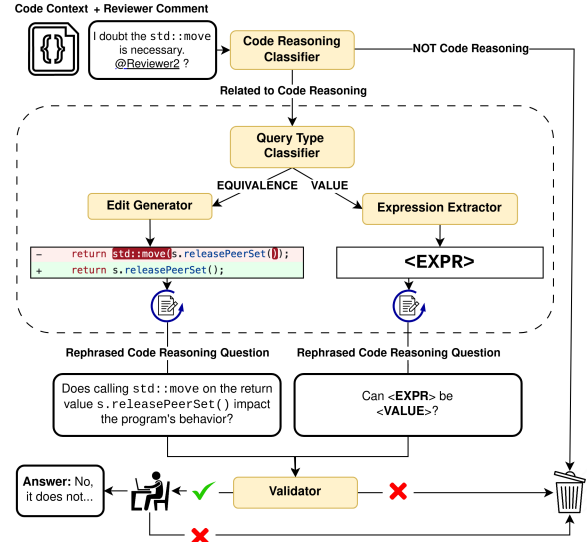 Code Context + Reviewer Comment
{}
I doubt the std::move
is necessary.
@Reviewer2 ?
Code Reasoning
Classifier
NOT Code Reasoning
Related to Code Reasoning
Query Type
Classifier
EQUIVALENCE VALUE
Edit Generator
Expression Extractor
- return std::move(s.releasePeerSet());
+ return s.releasePeerSet();
<EXPR>
Rephrased Code Reasoning Question
Rephrased Code Reasoning Question
Does calling std::move on the return
value s.releasePeerSet() impact
the program's behavior?
Can <EXPR> be
<VALUE>?
Answer: No,
it does not...
Validator